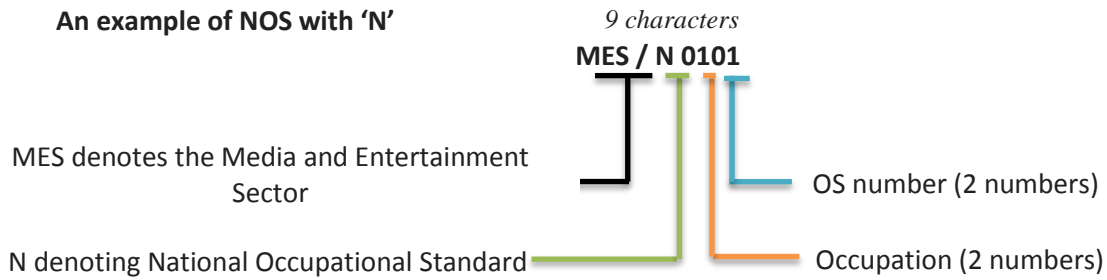 An example of NOS with ‘N’
9 characters
MES / N 0101
MES denotes the Media and Entertainment
Sector
OS number (2 numbers)
N denoting National Occupational Standard
Occupation (2 numbers)